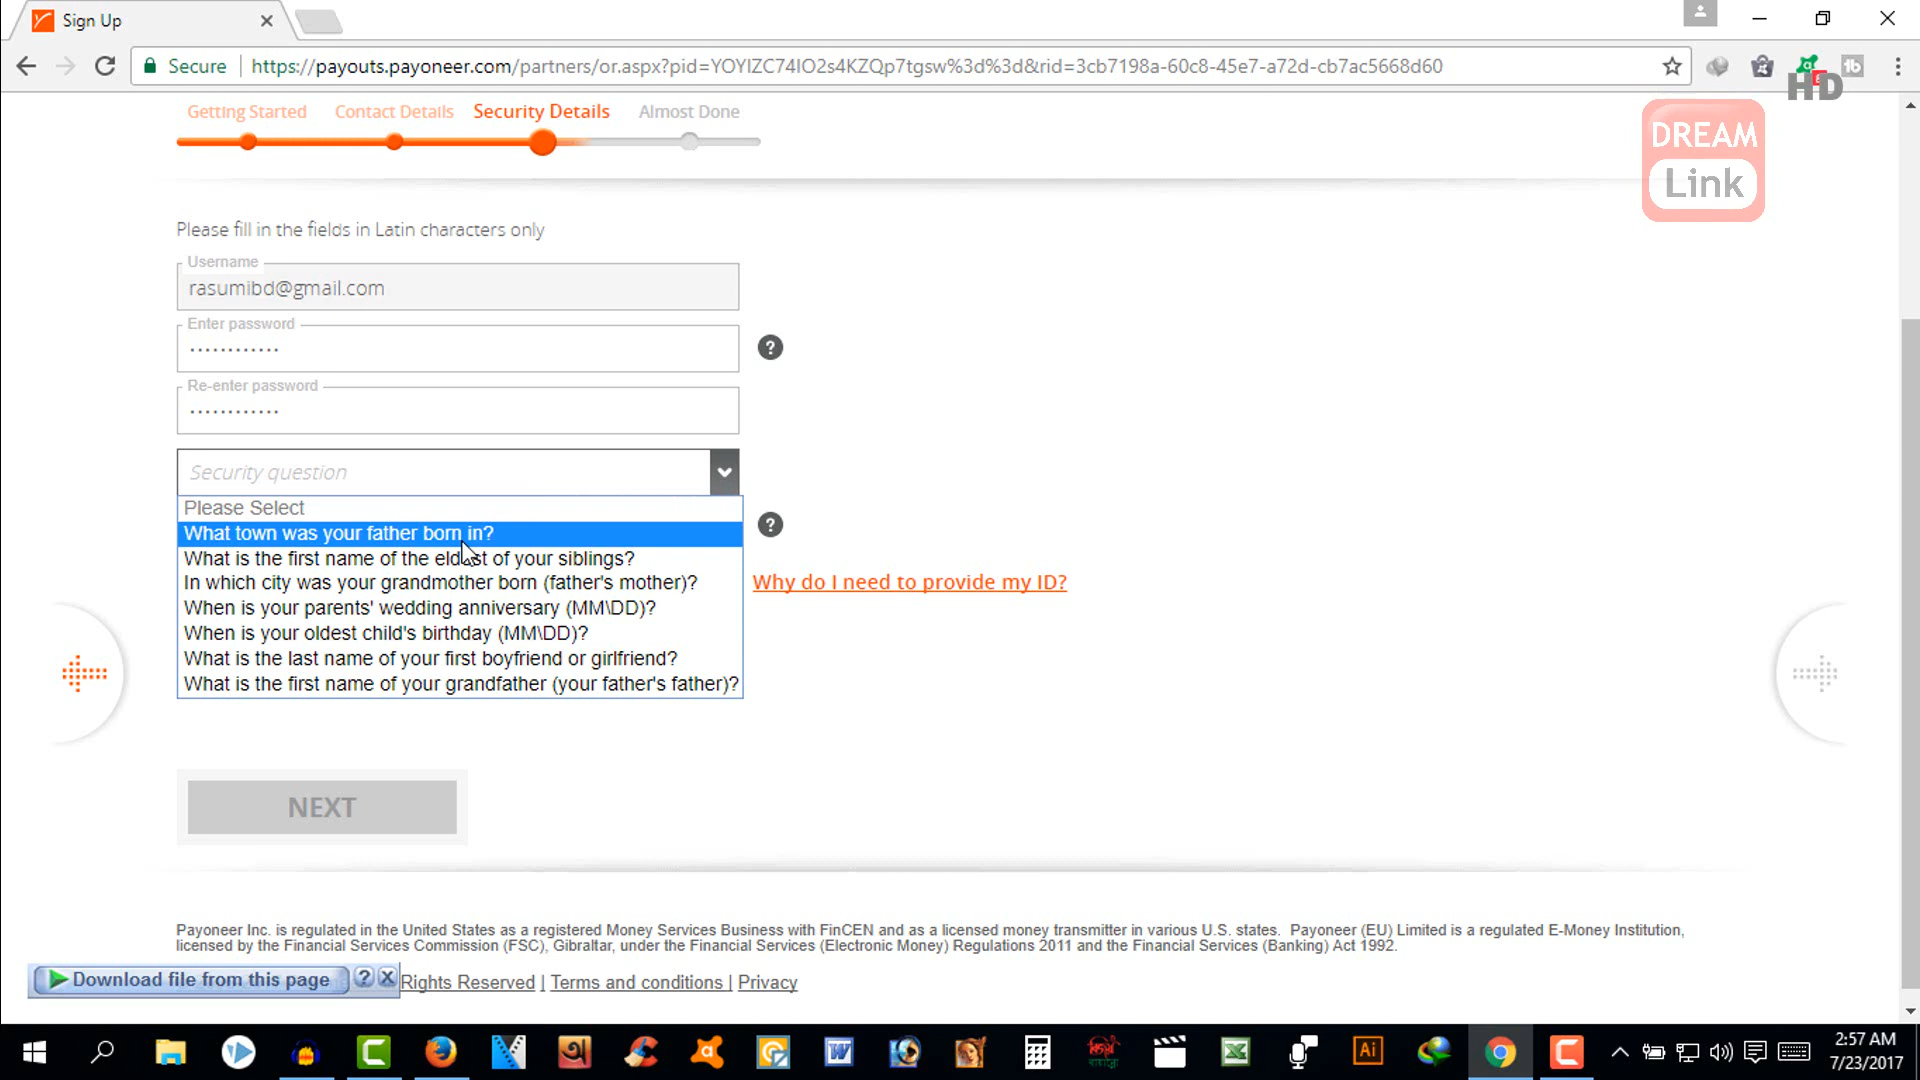 Sign Up
Secure
https://payouts.payoneer.com/partners/or.aspx?pid=YOYIZC74IO2s4KZQp7tgsw%3d%3d&rid=3cb7198a-60c8-45e7-a72d-cb7ac5668d60
HD
Getting Started
Contact Details
Security Details
Almost Done
DREAM
Link
Please fill in the fields in Latin characters only
Username
rasumibd@gmail.com
Enter password
?
Re-enter password
Security question
Please Select
What town was your father born in?
?
What is the first name of the eldest of your siblings?
In which city was your grandmother born (father's mother)?
Why do I need to provide my ID?
When is your parents' wedding anniversary (MM\DD)?
When is your oldest child's birthday (MM\DD)?
What is the last name of your first boyfriend or girlfriend?
What is the first name of your grandfather (your father's father)?
NEXT
Payoneer Inc. is regulated in the United States as a registered Money Services Business with FinCEN and as a licensed money transmitter in various U.S. states. Payoneer (EU) Limited is a regulated E-Money Institution,
licensed by the Financial Services Commission (FSC), Gibraltar, under the Financial Services (Electronic Money) Regulations 2011 and the Financial Services (Banking) Act 1992.
Download file from this page
?
Rights Reserved | Terms and conditions | Privacy
2:57 AM
7/23/2017